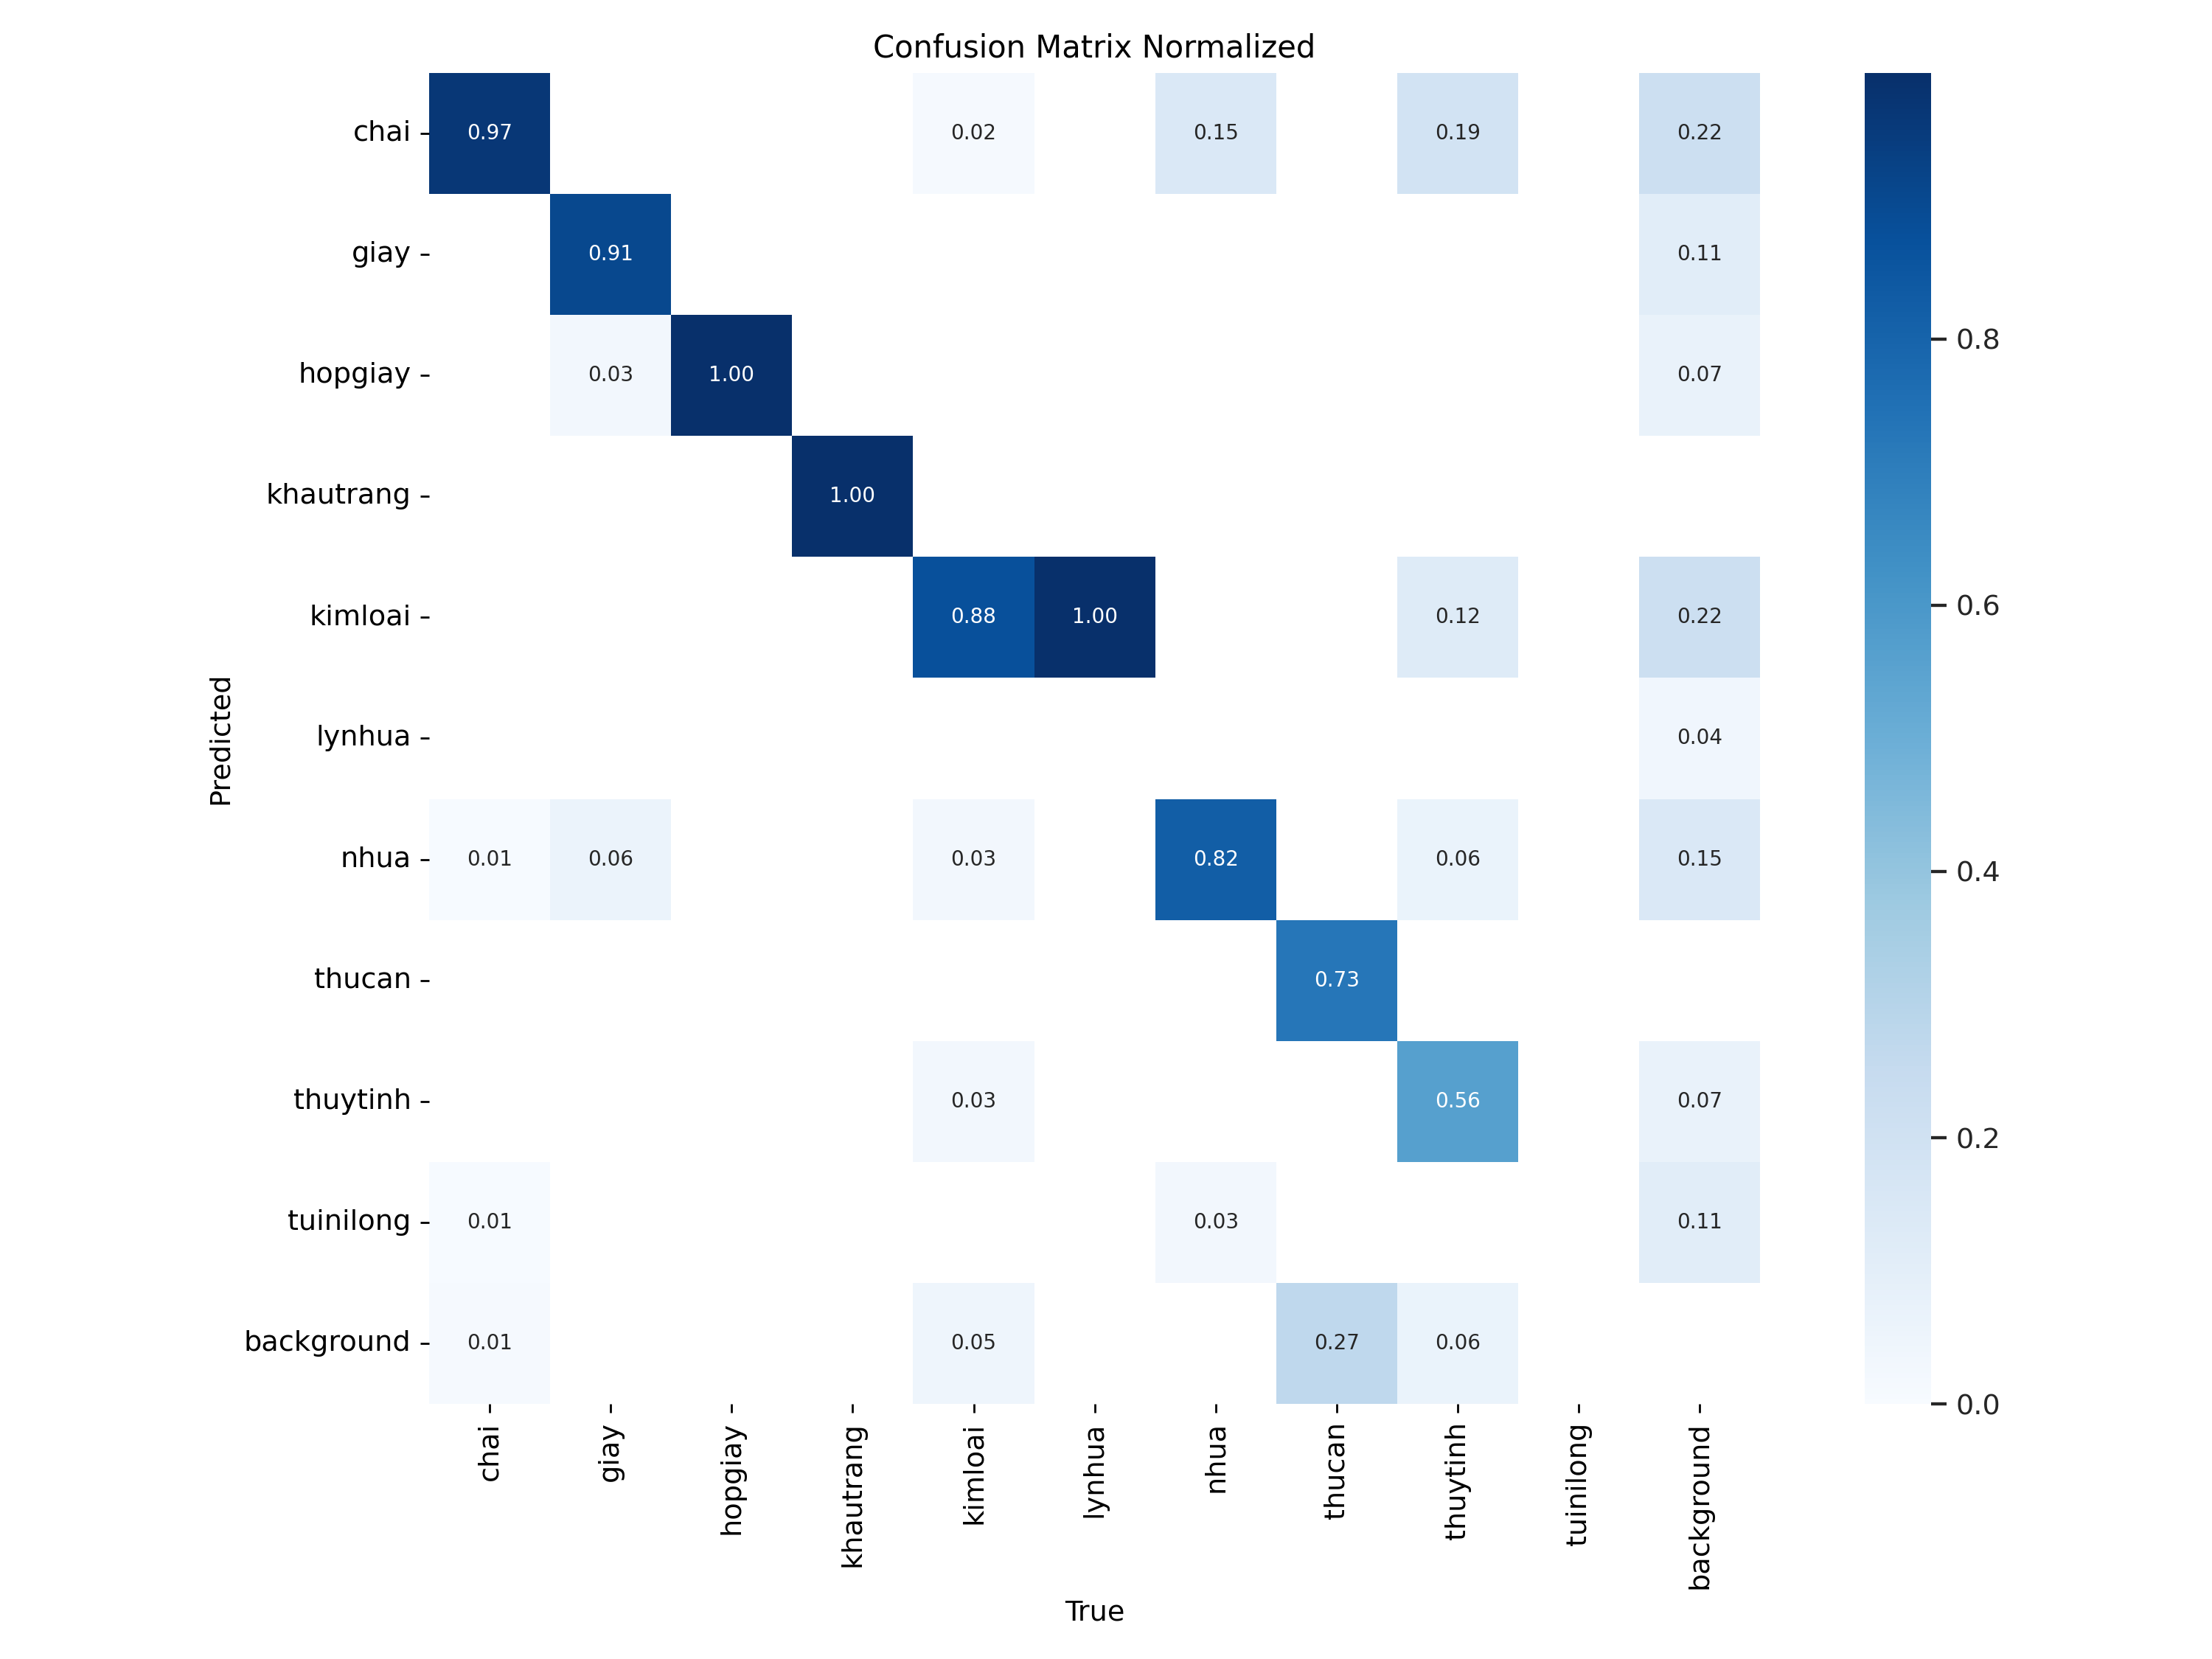 Confusion Matrix Normalized
chai 0.97 0.02 0.15 0.19 0.22
giay 0.91 0.11
hopgiay 0.03 1.00 0.07
khautrang 1.00
kimloai 0.88 1.00 0.12 0.22
lynhua 0.04
nhua 0.01 0.06 0.03 0.82 0.06 0.15
thucan 0.73
thuytinh 0.03 0.56 0.07
tuinilong 0.01 0.03 0.11
background 0.01 0.05 0.27 0.06
chai giay hopgiay khautrang kimloai lynhua nhua thucan thuytinh tuinilong background
True
Predicted
0.8
0.6
0.4
0.2
0.0